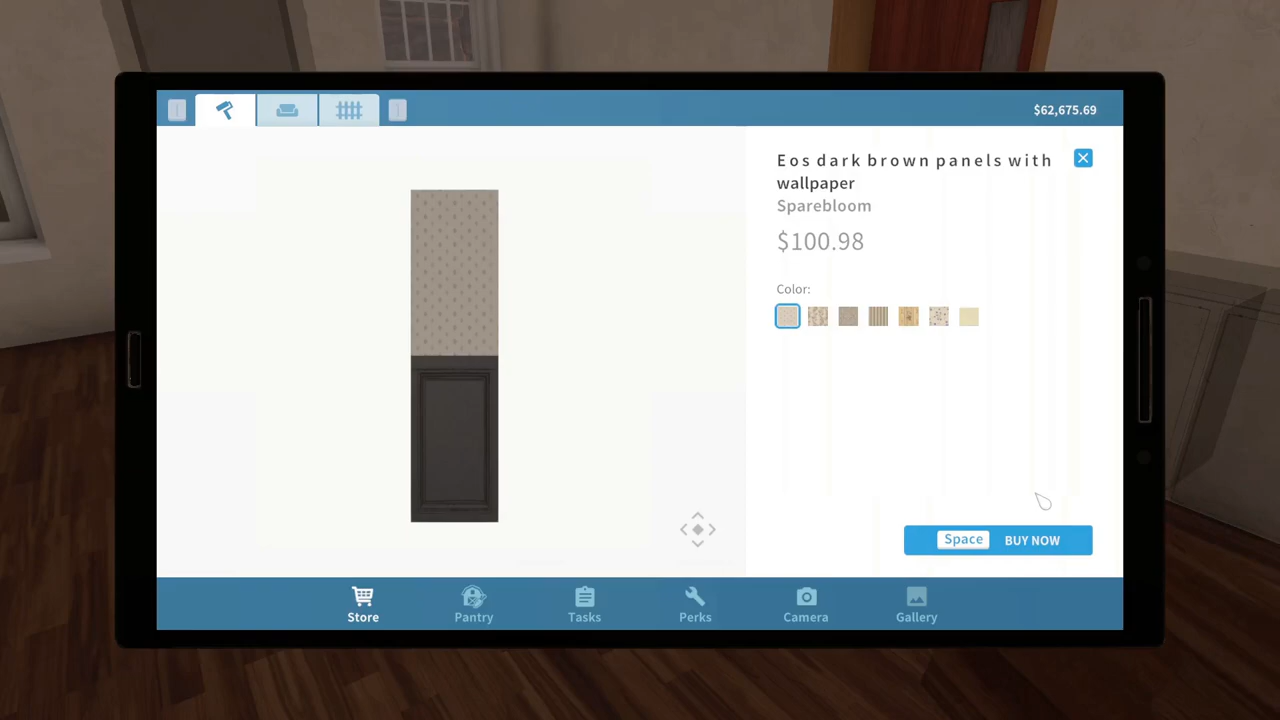 $62,675.69
Eos dark brown panels with
wallpaper
Sparebloom
$100.98
Color:
Space BUY NOW
Store Pantry Tasks Perks Camera Gallery